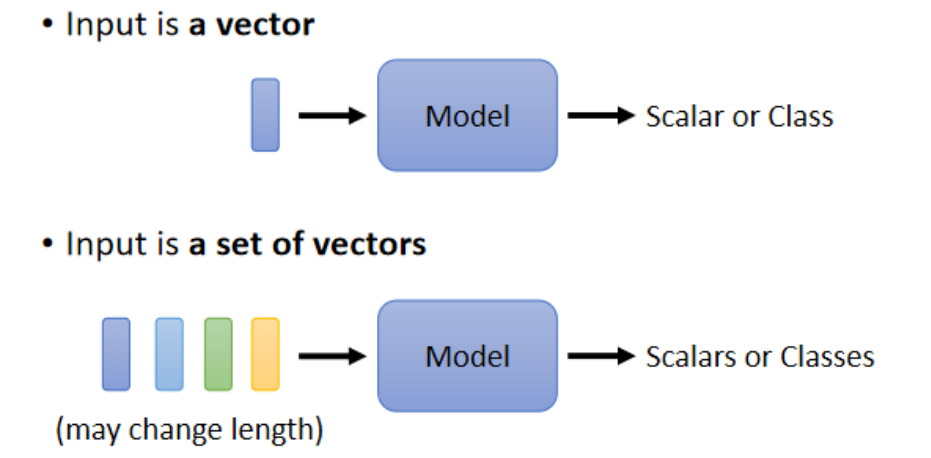 • Input is a vector
Model
Scalar or Class
• Input is a set of vectors
Model
Scalars or Classes
(may change length)